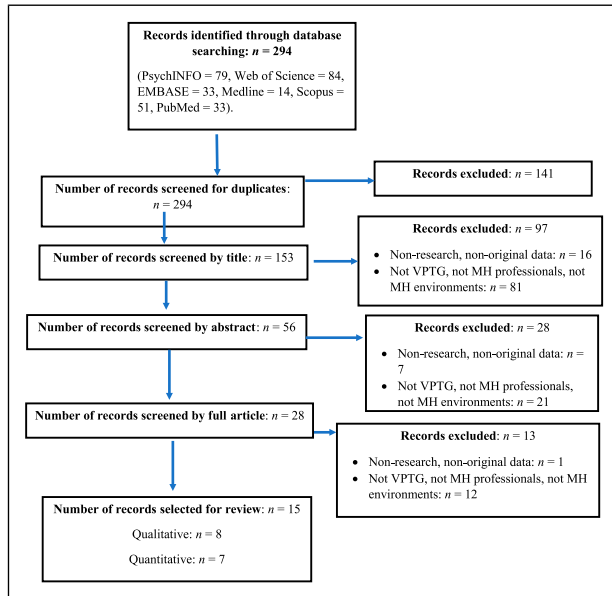 Records identified through database
searching: n = 294
(PsychINFO = 79, Web of Science = 84,
EMBASE = 33, Medline = 14, Scopus =
51, PubMed = 33).
Number of records screened for duplicates:
n = 294
Records excluded: n = 141
Number of records screened by title: n = 153
Records excluded: n = 97
• Non-research, non-original data: n = 16
• Not VPTG, not MH professionals, not
MH environments: n = 81
Number of records screened by abstract: n = 56
Records excluded: n = 28
• Non-research, non-original data: n =
7
• Not VPTG, not MH professionals,
not MH environments: n = 21
Number of records screened by full article: n = 28
Records excluded: n = 13
• Non-research, non-original data: n = 1
• Not VPTG, not MH professionals, not MH
environments: n = 12
Number of records selected for review: n = 15
Qualitative: n = 8
Quantitative: n = 7